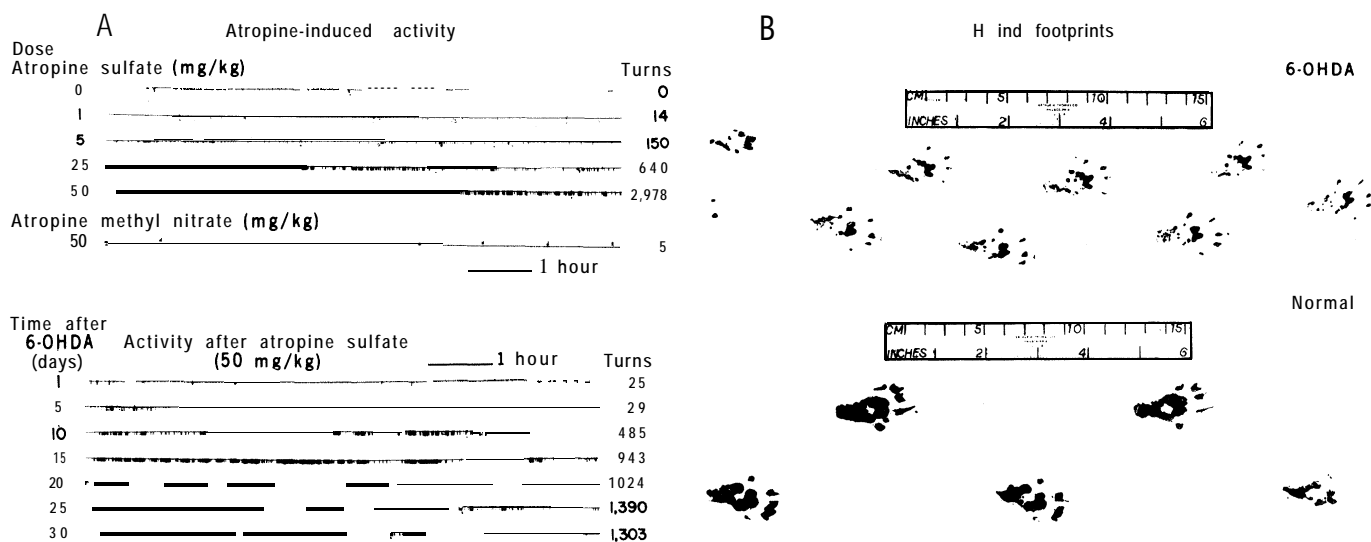 A Atropine-induced activity
Dose
Atropine sulfate (mg/kg) Turns
0 0
1 14
5 150
25 640
50 2,978
Atropine methyl nitrate (mg/kg)
50 5
1 hour
Time after
6-OHDA Activity after atropine sulfate
(days) (50 mg/kg) 1 hour Turns
1 25
5 29
10 485
15 943
20 1024
25 1,390
30 1,303
B H ind footprints
6-OHDA
CM 5 10 15
INCHES 1 2 4 6
Normal
CM 5 10 15
INCHES 2 4 6